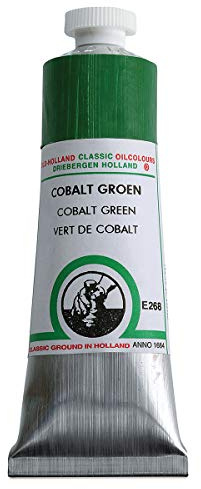 OLD-HOLLAND CLASSIC OILCOLOURS
DRIEBERGEN HOLLAND ®
COBALT GROEN
COBALT GREEN
VERT DE COBALT
E268
CLASSIC GROUND IN HOLLAND ANNO 1664